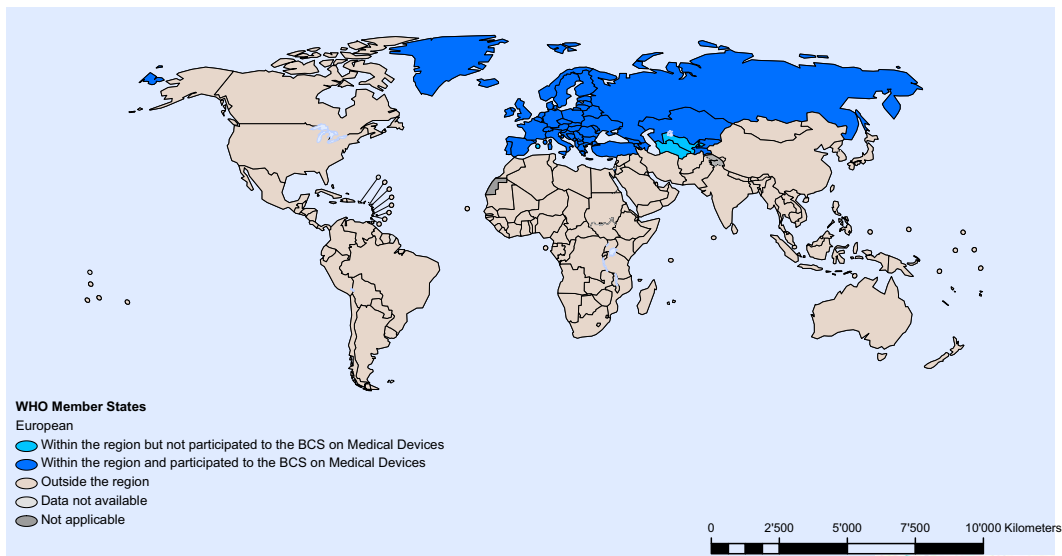 WHO Member States
European
Within the region but not participated to the BCS on Medical Devices
Within the region and participated to the BCS on Medical Devices
Outside the region
Data not available
Not applicable
0 2'500 5'000 7'500 10'000 Kilometers